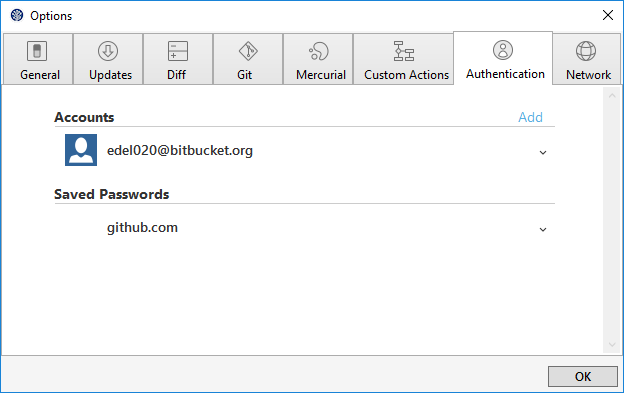 Options
General Updates Diff Git Mercurial Custom Actions Authentication Network
Accounts Add
edel020@bitbucket.org
Saved Passwords
github.com
OK